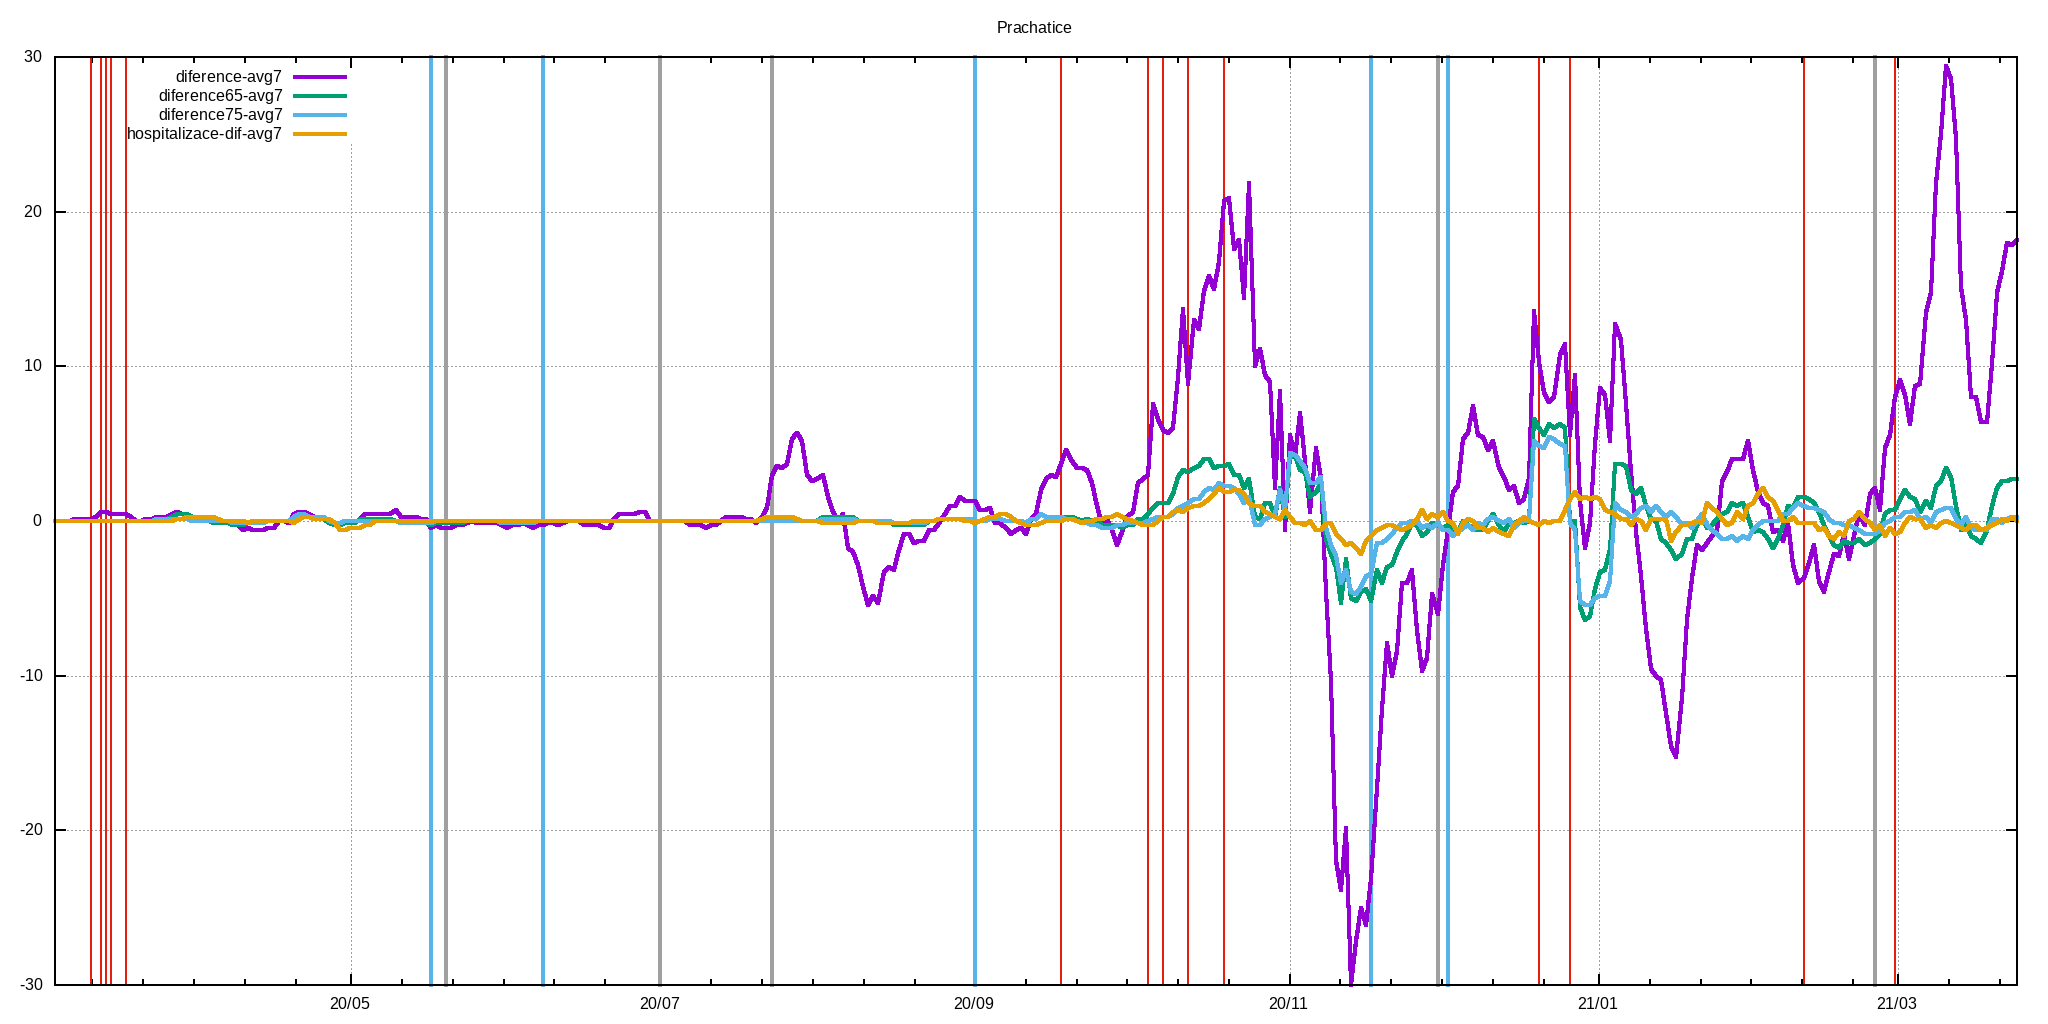 Prachatice
30
diference-avg7
diference65-avg7
diference75-avg7
hospitalizace-dif-avg7
20
10
0
-10
-20
-30
20/05 20/07 20/09 20/11 21/01 21/03